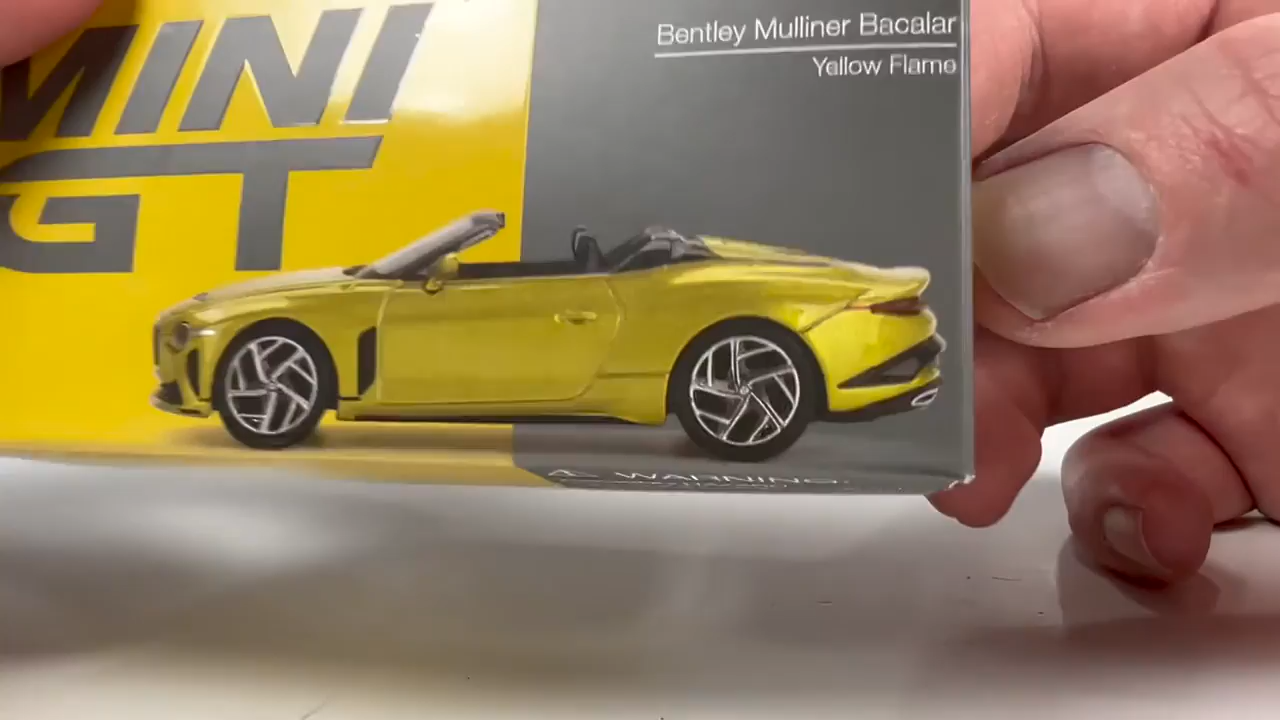 MINI
GT
Bentley Mulliner Bacalar
Yellow Flame
⚠ WARNING: